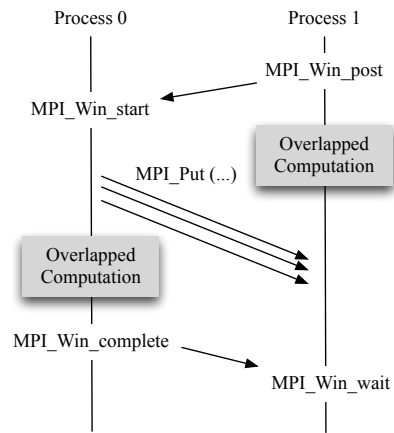 Process 0
Process 1
MPI_Win_post
MPI_Win_start
Overlapped
Computation
MPI_Put (...)
Overlapped
Computation
MPI_Win_complete
MPI_Win_wait